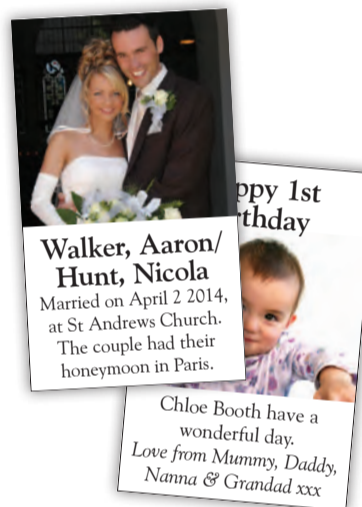 Walker, Aaron/
Hunt, Nicola
Married on April 2 2014,
at St Andrews Church.
The couple had their
honeymoon in Paris.
ppy 1st
rthday
Chloe Booth have a
wonderful day.
Love from Mummy, Daddy,
Nanna & Grandad xxx